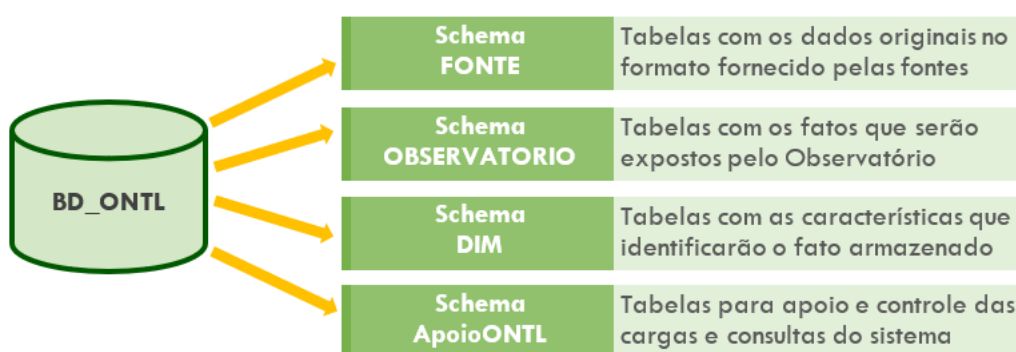 BD_ONTL
Schema
FONTE
Tabelas com os dados originais no
formato fornecido pelas fontes
Schema
OBSERVATORIO
Tabelas com os fatos que serão
expostos pelo Observatório
Schema
DIM
Tabelas com as características que
identificarão o fato armazenado
Schema
ApoioONTL
Tabelas para apoio e controle das
cargas e consultas do sistema